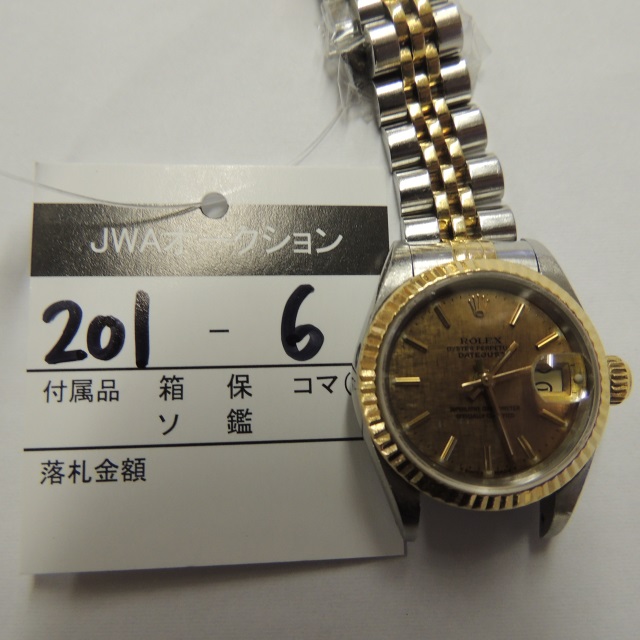 JWAオークション
201 - 6
付属品 箱 保 コマ(
ソ 鑑
落札金額
ROLEX
OYSTER PERPETUAL
DATEJUST